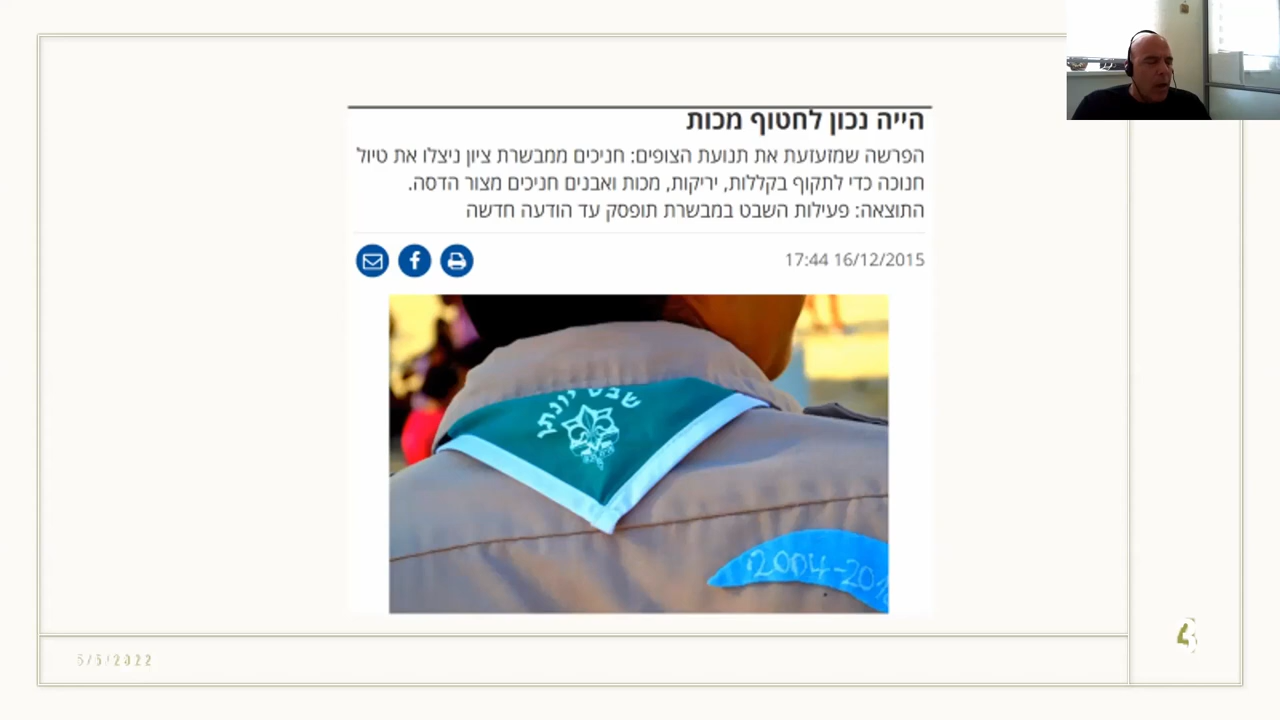 הייה נכון לחטוף מכות
הפרשה שמזעזעת את תנועת הצופים: חניכים ממבשרת ציון ניצלו את טיול
חנוכה כדי לתקוף בקללות, יריקות, מכות ואבנים חניכים מצור הדסה.
התוצאה: פעילות השבט במבשרת תופסק עד הודעה חדשה
17:44 16/12/2015
שבט יונתן
2004-201
5/5/2022